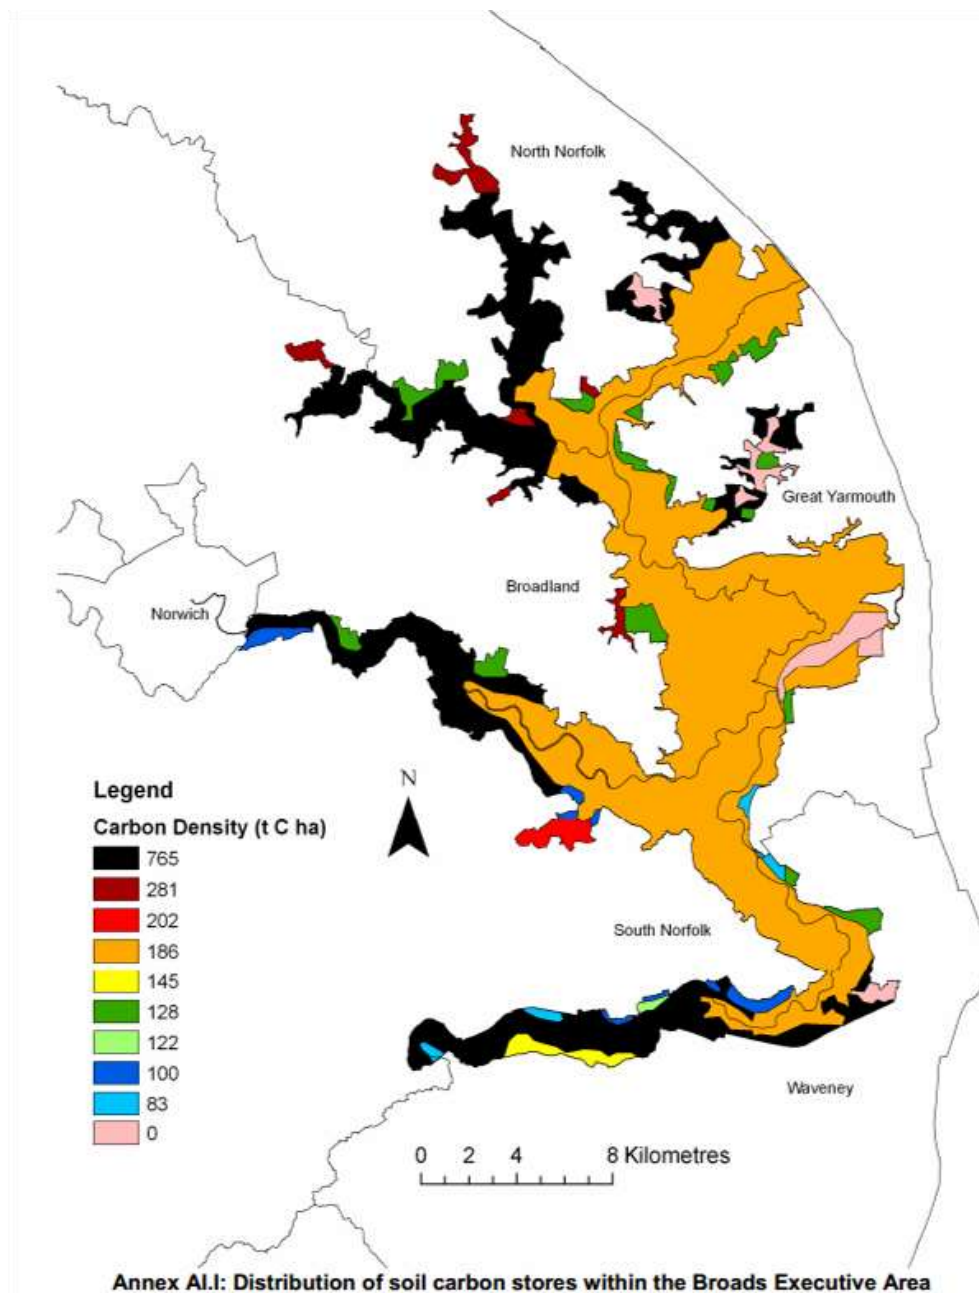 North Norfolk
Great Yarmouth
Broadland
Norwich
N
Legend
Carbon Density (t C ha)
765
281
202
186
145
128
122
100
83
0
South Norfolk
Waveney
0 2 4 8 Kilometres
Annex AI.I: Distribution of soil carbon stores within the Broads Executive Area